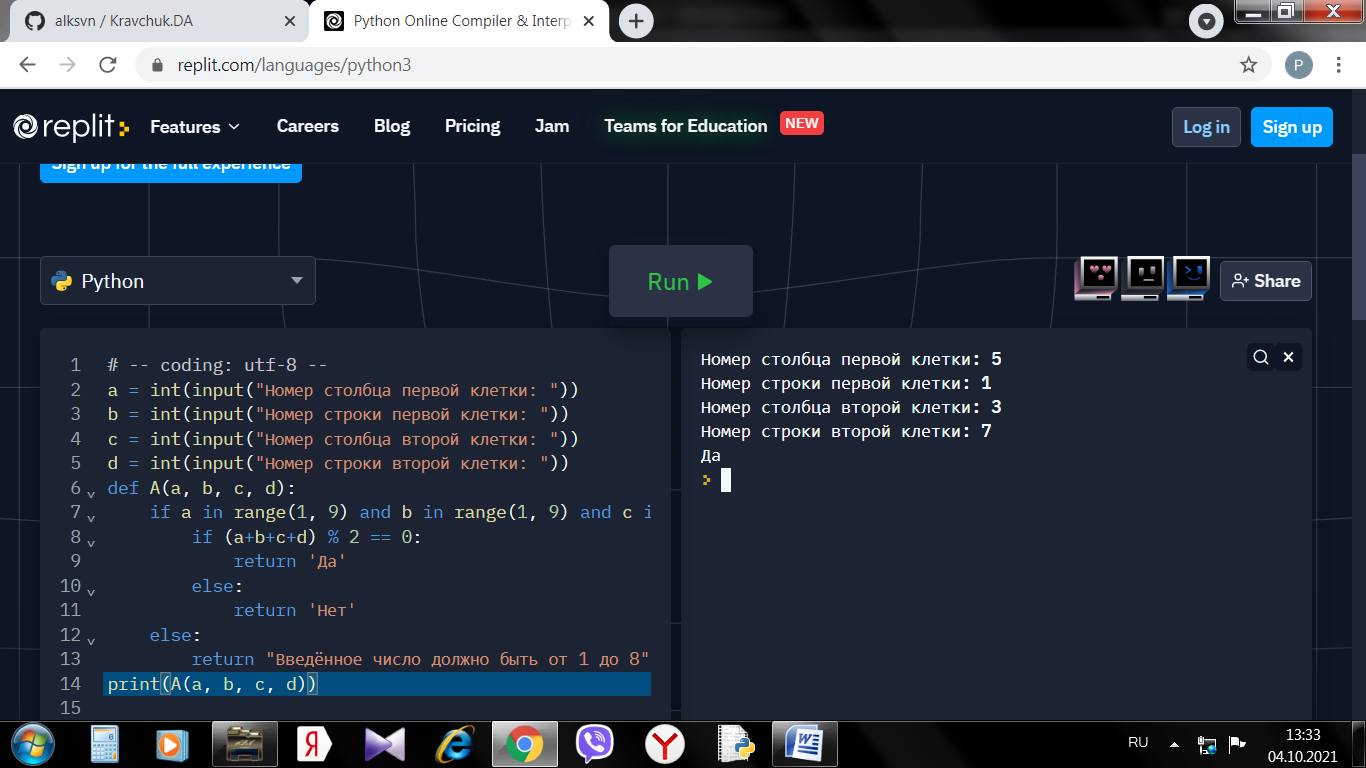 alksvn / Kravchuk.DA
Python Online Compiler & Interp
replit.com/languages/python3
P
replit Features Careers Blog Pricing Jam Teams for Education NEW Log in Sign up
Sign up for the full experience
Python
Run
Share
1 # -- coding: utf-8 --
2 a = int(input("Номер столбца первой клетки: "))
3 b = int(input("Номер строки первой клетки: "))
4 c = int(input("Номер столбца второй клетки: "))
5 d = int(input("Номер строки второй клетки: "))
6 def A(a, b, c, d):
7 if a in range(1, 9) and b in range(1, 9) and c i
8 if (a+b+c+d) % 2 == 0:
9 return 'Да'
10 else:
11 return 'Нет'
12 else:
13 return "Введённое число должно быть от 1 до 8"
14 print(A(a, b, c, d))
15
Номер столбца первой клетки: 5
Номер строки первой клетки: 1
Номер столбца второй клетки: 3
Номер строки второй клетки: 7
Да
RU
13:33
04.10.2021